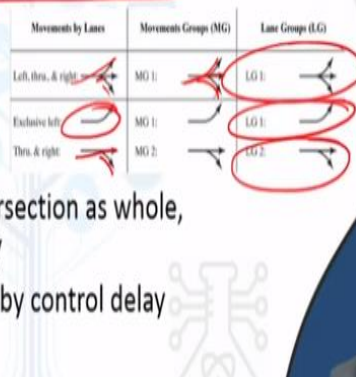 Movements by Lanes Movements Groups (MG) Lane Groups (LG)
Left, thru, & right: MG 1: LG 1:
Exclusive left: MG 1: LG 1:
Thru. & right: MG 2: LG 2:
rsection as whole,
by control delay